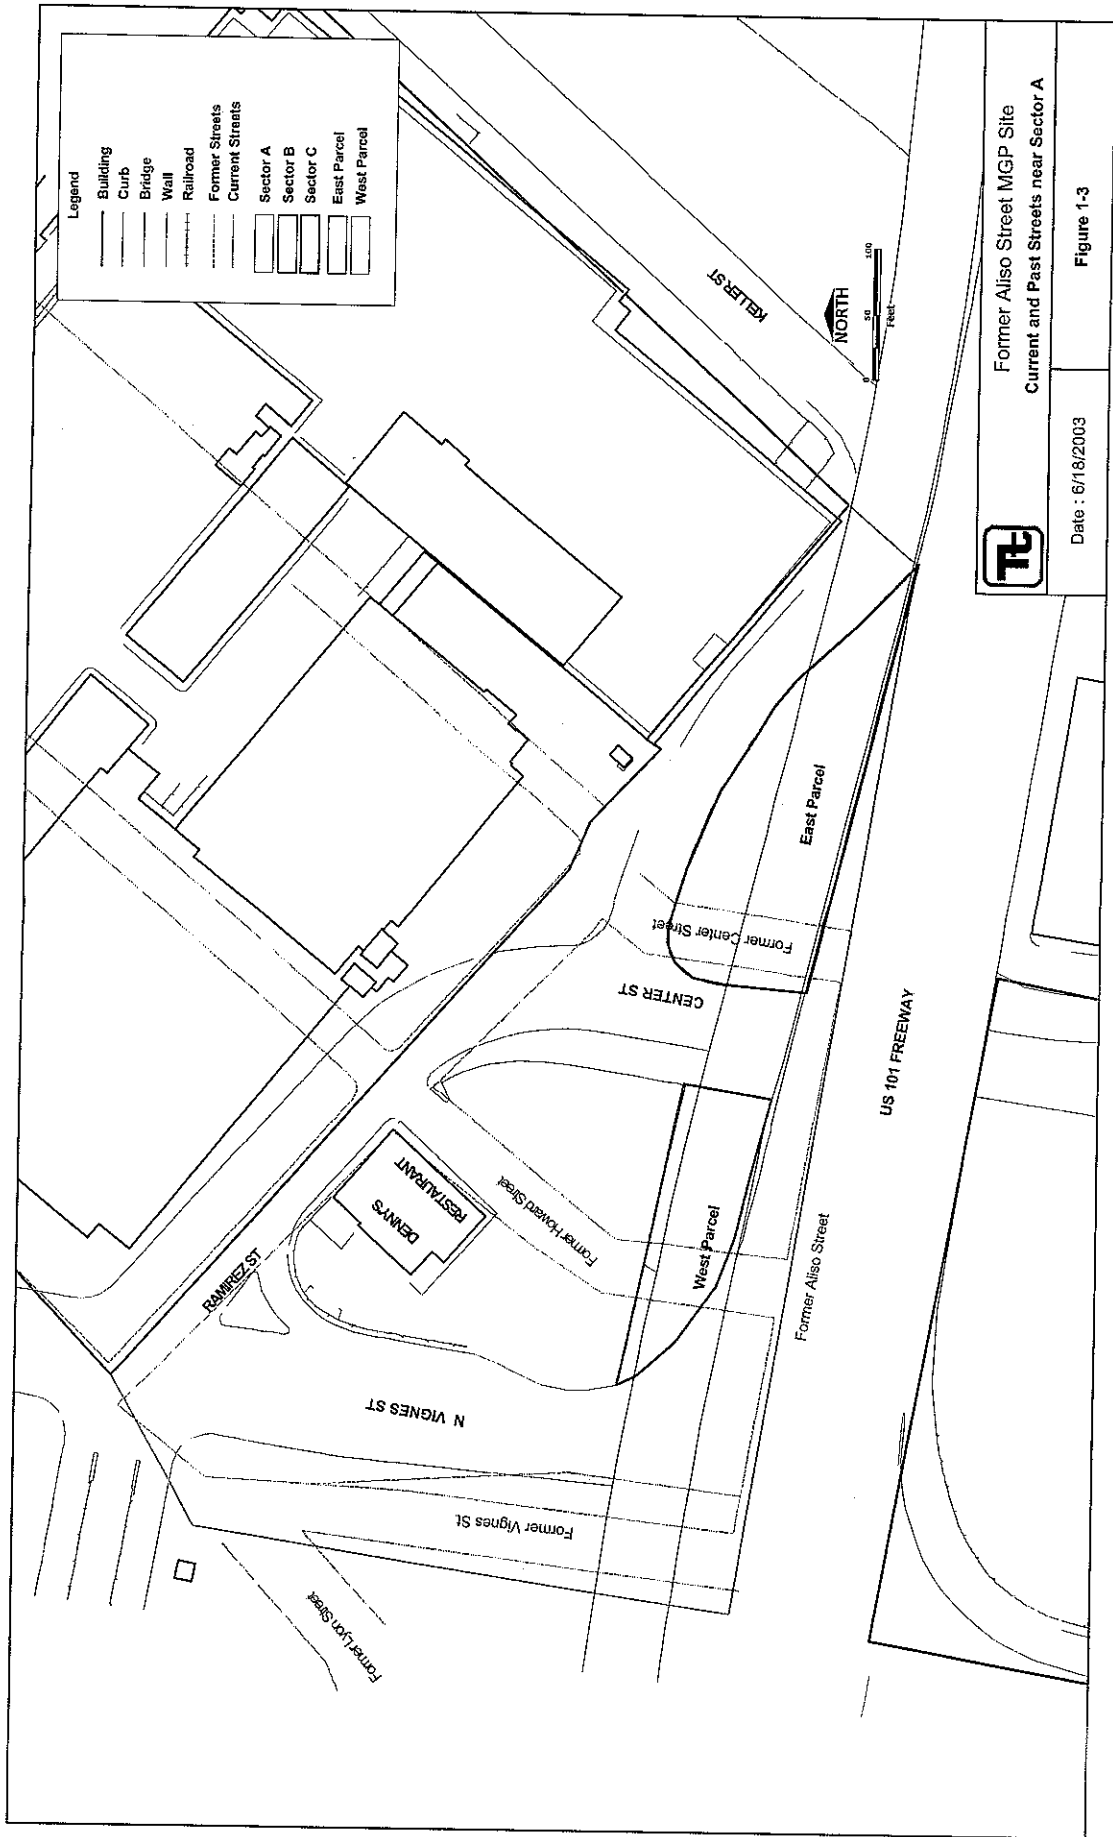 Legend
Building
Curb
Bridge
Wall
Railroad
Former Streets
Current Streets
Sector A
Sector B
Sector C
East Parcel
West Parcel
KELLER ST
NORTH
0 50 100
Feet
RAMIREZ ST
DENNY'S
RESTAURANT
N VIGNES ST
CENTER ST
Former Center Street
Former Howard Street
Former Vignes St.
Former Lyon Street
East Parcel
West Parcel
Former Aliso Street
US 101 FREEWAY
Tt
Former Aliso Street MGP Site
Current and Past Streets near Sector A
Date : 6/18/2003
Figure 1-3